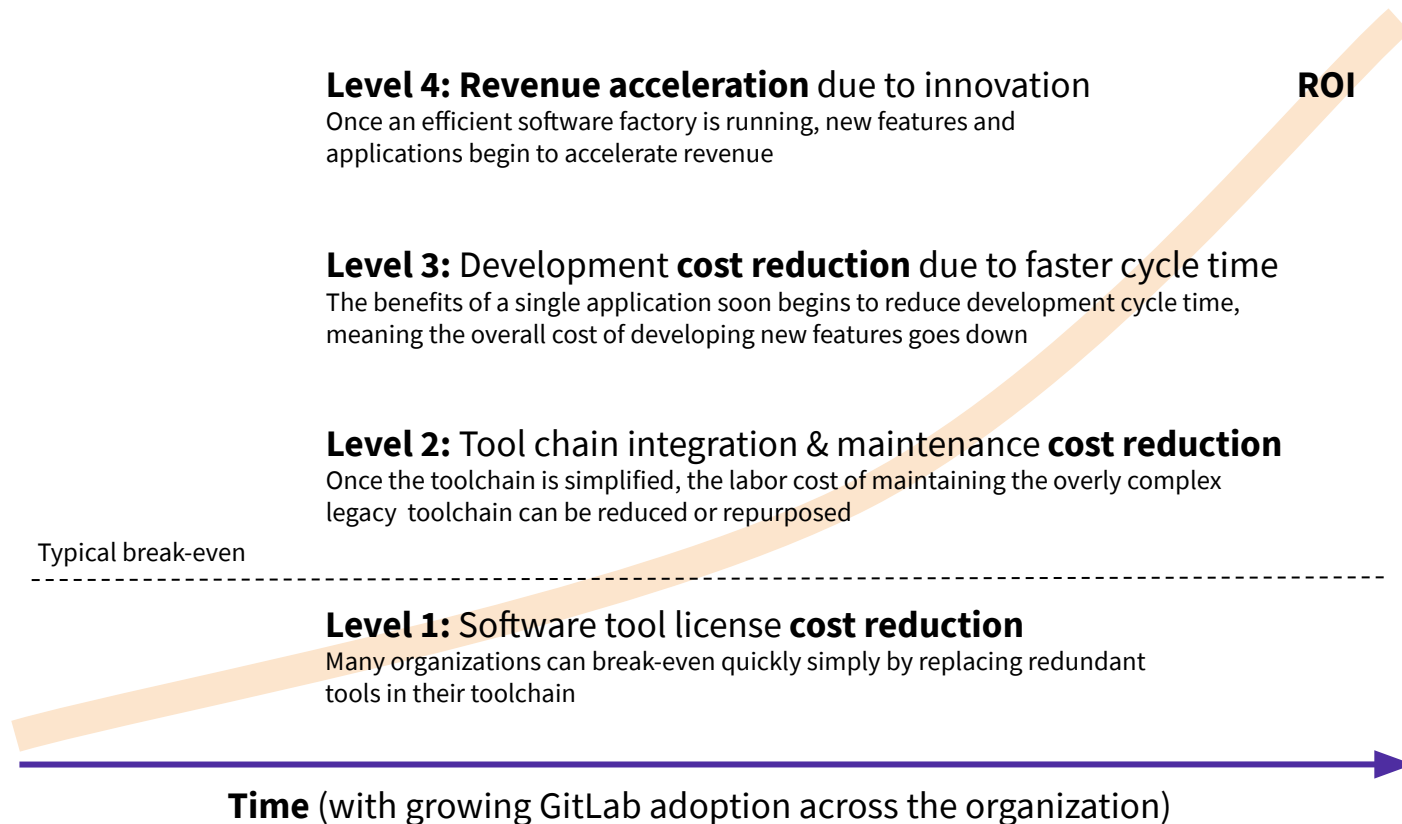 Level 4: Revenue acceleration due to innovation
ROI
Once an efficient software factory is running, new features and
applications begin to accelerate revenue
Level 3: Development cost reduction due to faster cycle time
The benefits of a single application soon begins to reduce development cycle time,
meaning the overall cost of developing new features goes down
Level 2: Tool chain integration & maintenance cost reduction
Once the toolchain is simplified, the labor cost of maintaining the overly complex
legacy toolchain can be reduced or repurposed
Typical break-even
Level 1: Software tool license cost reduction
Many organizations can break-even quickly simply by replacing redundant
tools in their toolchain
Time (with growing GitLab adoption across the organization)